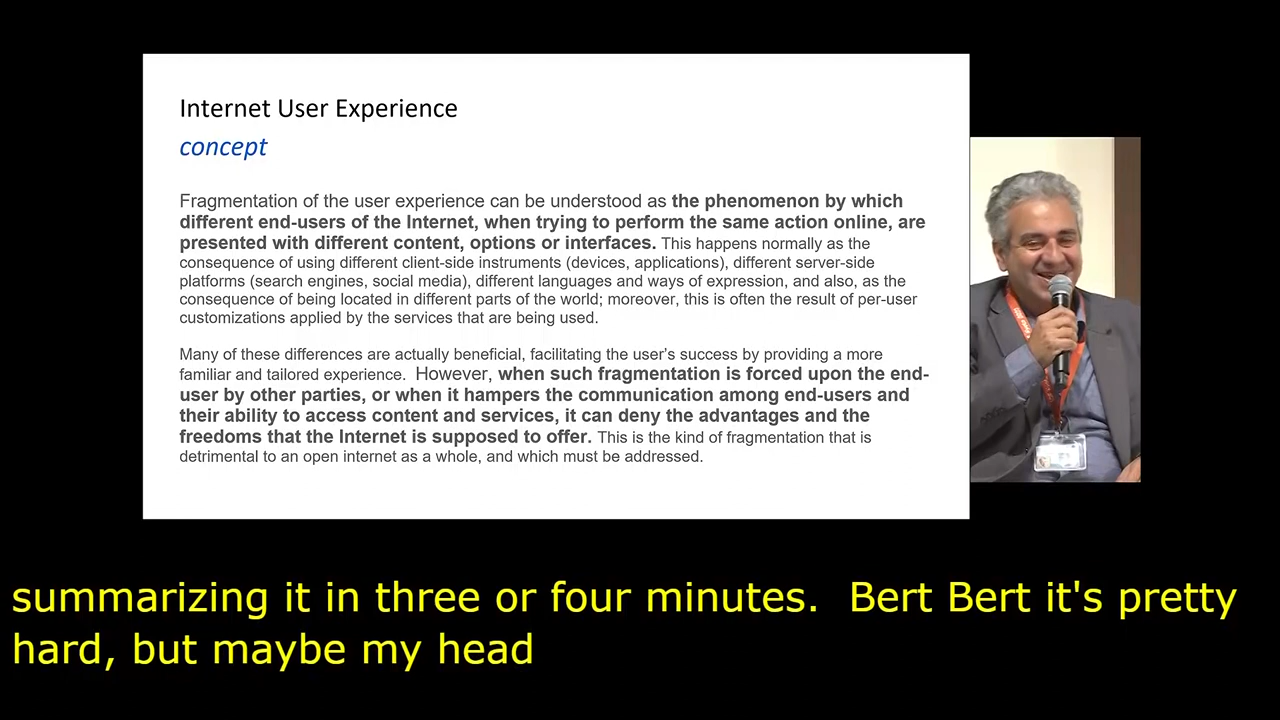 Internet User Experience
concept
Fragmentation of the user experience can be understood as the phenomenon by which
different end-users of the Internet, when trying to perform the same action online, are
presented with different content, options or interfaces. This happens normally as the
consequence of using different client-side instruments (devices, applications), different server-side
platforms (search engines, social media), different languages and ways of expression, and also, as the
consequence of being located in different parts of the world; moreover, this is often the result of per-user
customizations applied by the services that are being used.
Many of these differences are actually beneficial, facilitating the user’s success by providing a more
familiar and tailored experience.  However, when such fragmentation is forced upon the end-
user by other parties, or when it hampers the communication among end-users and
their ability to access content and services, it can deny the advantages and the
freedoms that the Internet is supposed to offer. This is the kind of fragmentation that is
detrimental to an open internet as a whole, and which must be addressed.
summarizing it in three or four minutes.  Bert Bert it's pretty
hard, but maybe my head